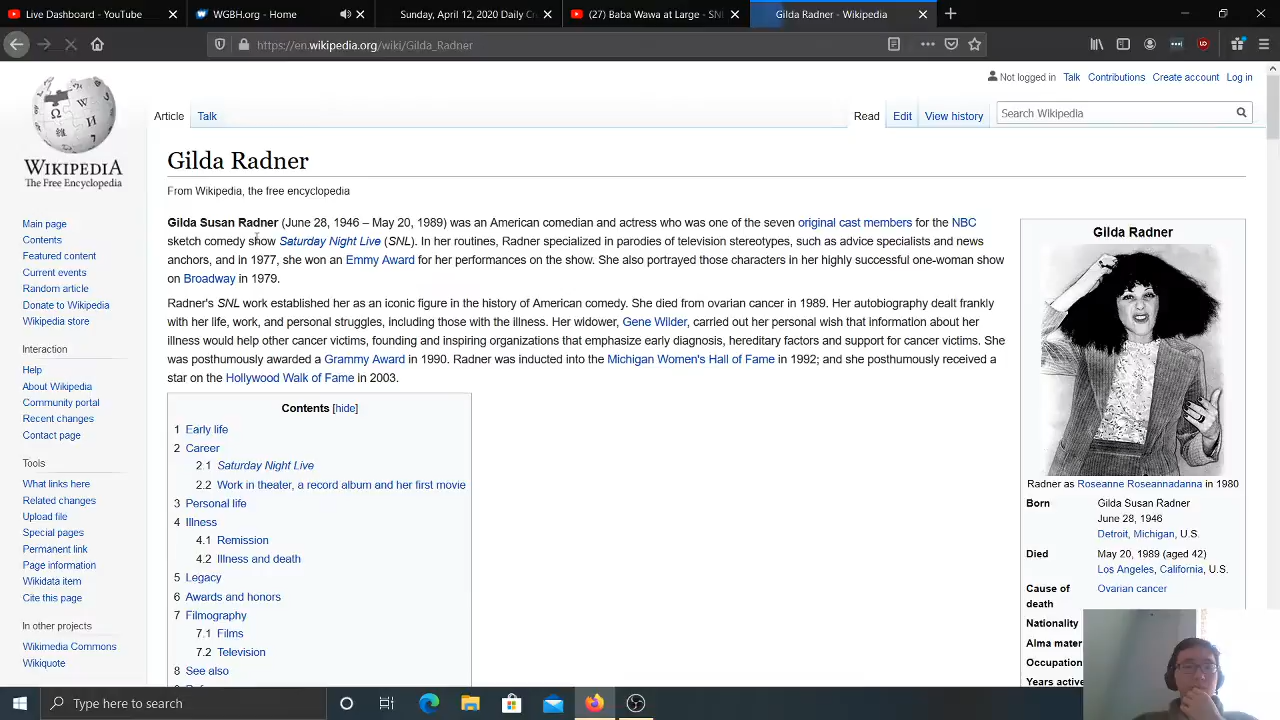 Live Dashboard - YouTube
WGBH.org - Home
Sunday, April 12, 2020 Daily C
(27) Baba Wawa at Large - SN
Gilda Radner - Wikipedia
https://en.wikipedia.org/wiki/Gilda_Radner
Not logged in Talk Contributions Create account Log in
Article Talk Read Edit View history Search Wikipedia
WIKIPEDIA
The Free Encyclopedia
Main page
Contents
Featured content
Current events
Random article
Donate to Wikipedia
Wikipedia store
Interaction
Help
About Wikipedia
Community portal
Recent changes
Contact page
Tools
What links here
Related changes
Upload file
Special pages
Permanent link
Page information
Wikidata item
Cite this page
In other projects
Wikimedia Commons
Wikiquote
Gilda Radner
From Wikipedia, the free encyclopedia
Gilda Susan Radner (June 28, 1946 – May 20, 1989) was an American comedian and actress who was one of the seven original cast members for the NBC
sketch comedy show Saturday Night Live (SNL). In her routines, Radner specialized in parodies of television stereotypes, such as advice specialists and news
anchors, and in 1977, she won an Emmy Award for her performances on the show. She also portrayed those characters in her highly successful one-woman show
on Broadway in 1979.
Radner's SNL work established her as an iconic figure in the history of American comedy. She died from ovarian cancer in 1989. Her autobiography dealt frankly
with her life, work, and personal struggles, including those with the illness. Her widower, Gene Wilder, carried out her personal wish that information about her
illness would help other cancer victims, founding and inspiring organizations that emphasize early diagnosis, hereditary factors and support for cancer victims. She
was posthumously awarded a Grammy Award in 1990. Radner was inducted into the Michigan Women's Hall of Fame in 1992; and she posthumously received a
star on the Hollywood Walk of Fame in 2003.
Contents [hide]
1 Early life
2 Career
2.1 Saturday Night Live
2.2 Work in theater, a record album and her first movie
3 Personal life
4 Illness
4.1 Remission
4.2 Illness and death
5 Legacy
6 Awards and honors
7 Filmography
7.1 Films
7.2 Television
8 See also
Gilda Radner
Radner as Roseanne Roseannadanna in 1980
Born Gilda Susan Radner
June 28, 1946
Detroit, Michigan, U.S.
Died May 20, 1989 (aged 42)
Los Angeles, California, U.S.
Cause of death Ovarian cancer
Nationality
Alma mater
Occupation
Years active
Type here to search